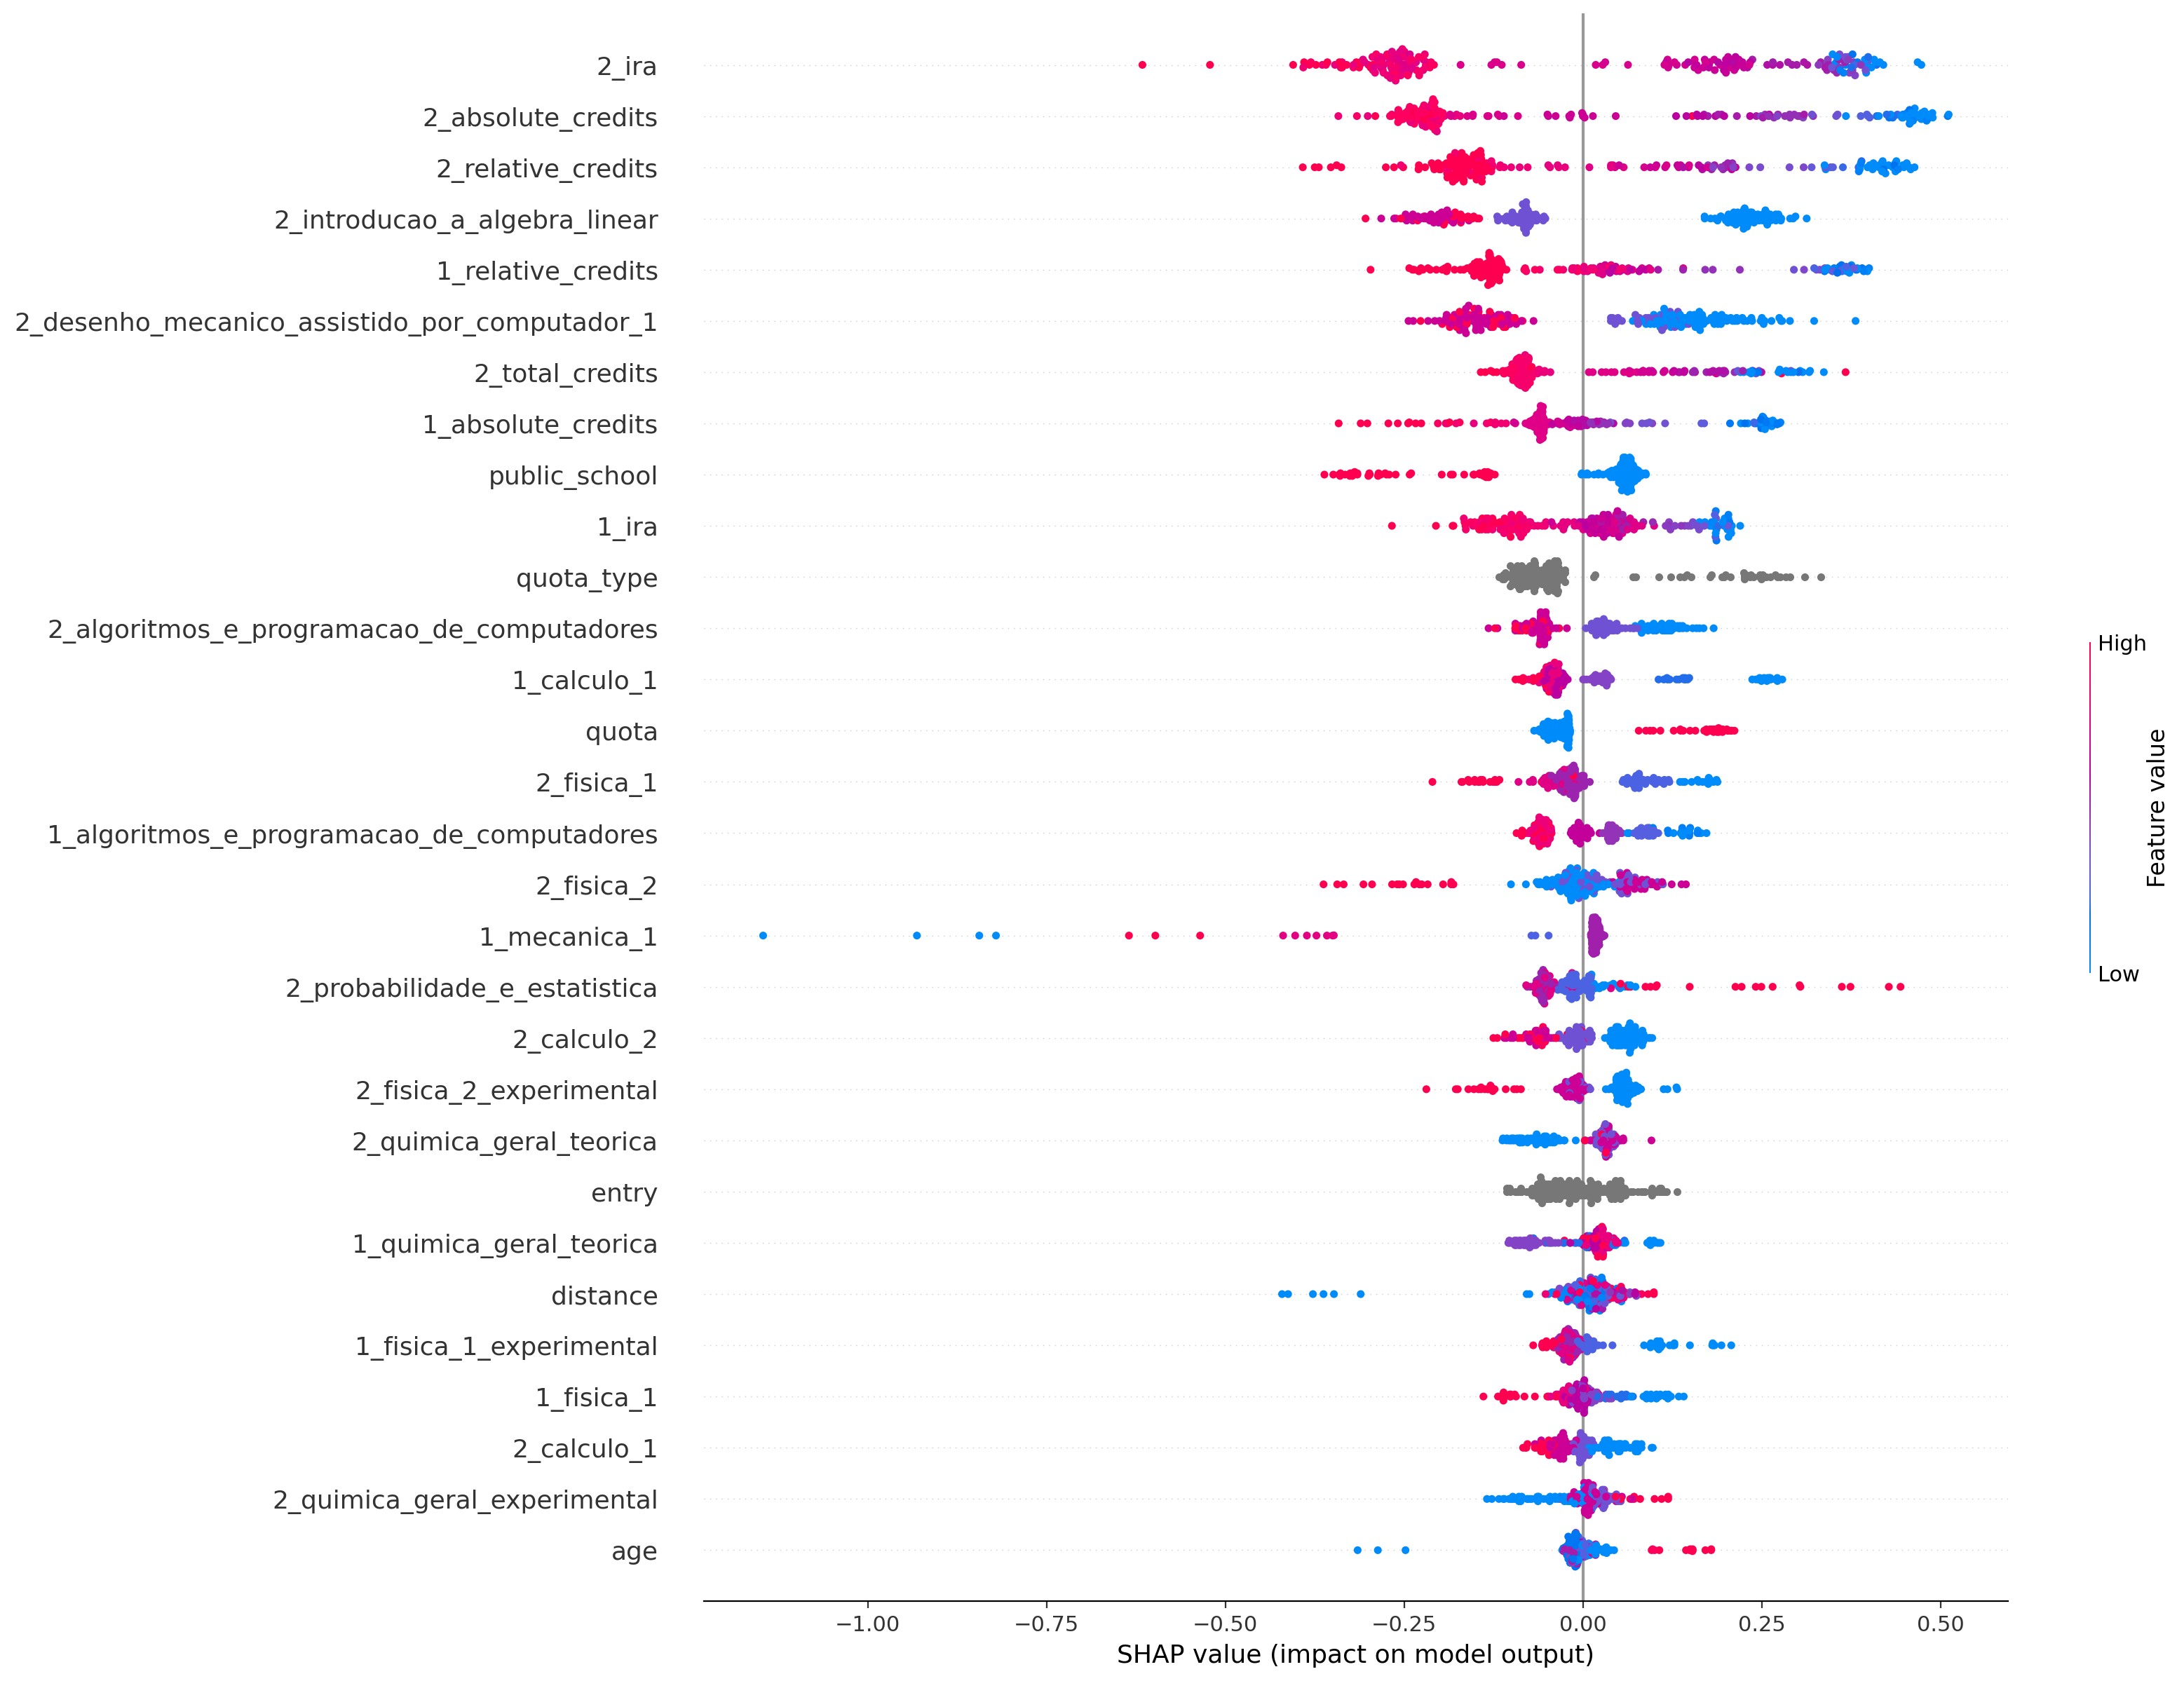 2_ira
2_absolute_credits
2_relative_credits
2_introducao_a_algebra_linear
1_relative_credits
2_desenho_mecanico_assistido_por_computador_1
2_total_credits
1_absolute_credits
public_school
1_ira
quota_type
2_algoritmos_e_programacao_de_computadores
1_calculo_1
quota
2_fisica_1
1_algoritmos_e_programacao_de_computadores
2_fisica_2
1_mecanica_1
2_probabilidade_e_estatistica
2_calculo_2
2_fisica_2_experimental
2_quimica_geral_teorica
entry
1_quimica_geral_teorica
distance
1_fisica_1_experimental
1_fisica_1
2_calculo_1
2_quimica_geral_experimental
age
−1.00 −0.75 −0.50 −0.25 0.00 0.25 0.50
SHAP value (impact on model output)
High
Feature value
Low